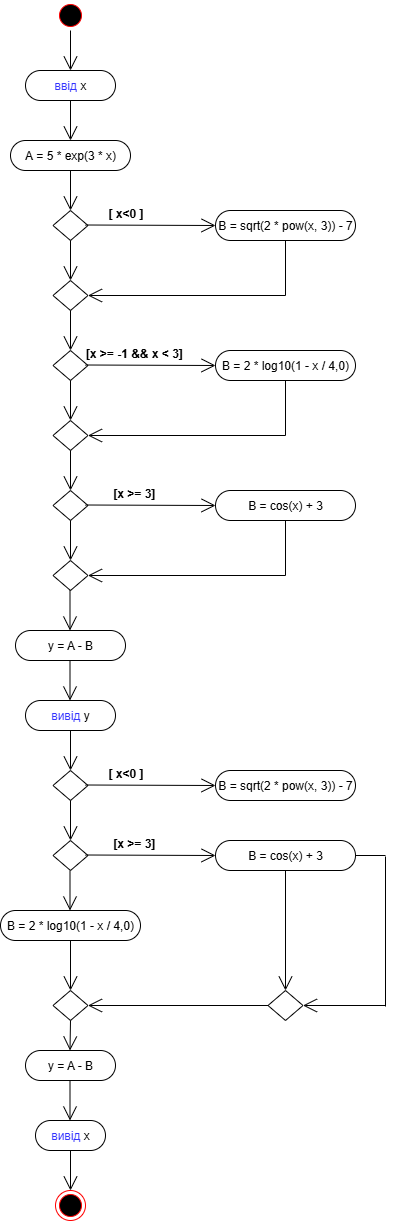 ввід x
A = 5 * exp(3 * x)
[ x<0 ]
B = sqrt(2 * pow(x, 3)) - 7
[x >= -1 && x < 3]
B = 2 * log10(1 - x / 4,0)
[x >= 3]
B = cos(x) + 3
y = A - B
вивід y
[ x<0 ]
B = sqrt(2 * pow(x, 3)) - 7
[x >= 3]
B = cos(x) + 3
B = 2 * log10(1 - x / 4,0)
y = A - B
вивід x